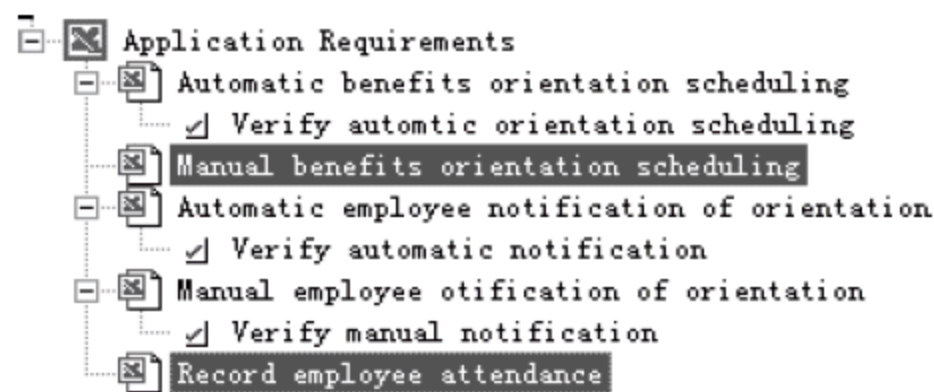 Application Requirements
Automatic benefits orientation scheduling
Verify automtic orientation scheduling
Manual benefits orientation scheduling
Automatic employee notification of orientation
Verify automatic notification
Manual employee otification of orientation
Verify manual notification
Record employee attendance